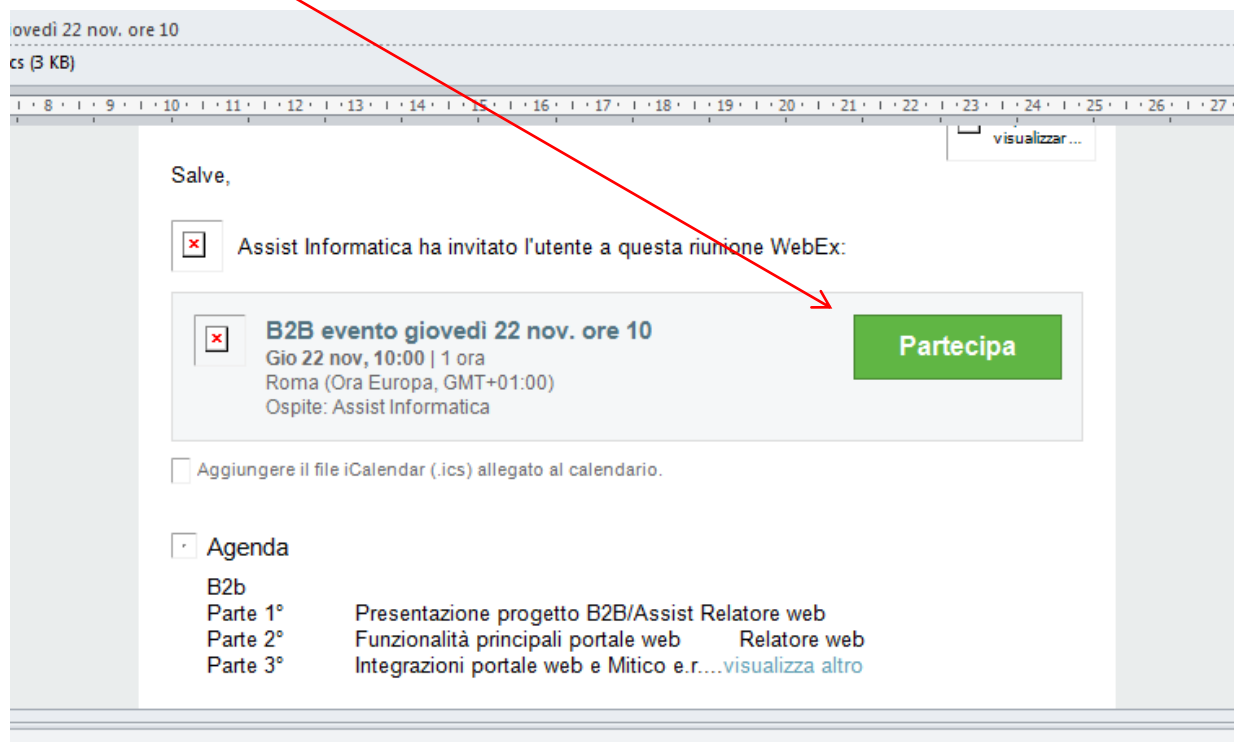 ovedì 22 nov. ore 10
cs (3 KB)
8 9 10 11 12 13 14 15 16 17 18 19 20 21 22 23 24 25 26 27
visualizzar...
Salve,
Assist Informatica ha invitato l'utente a questa riunione WebEx:
B2B evento giovedì 22 nov. ore 10
Gio 22 nov, 10:00 | 1 ora
Partecipa
Roma (Ora Europa, GMT+01:00)
Ospite: Assist Informatica
Aggiungere il file iCalendar (.ics) allegato al calendario.
Agenda
B2b
Parte 1° Presentazione progetto B2B/Assist Relatore web
Parte 2° Funzionalità principali portale web Relatore web
Parte 3° Integrazioni portale web e Mitico e.r....visualizza altro